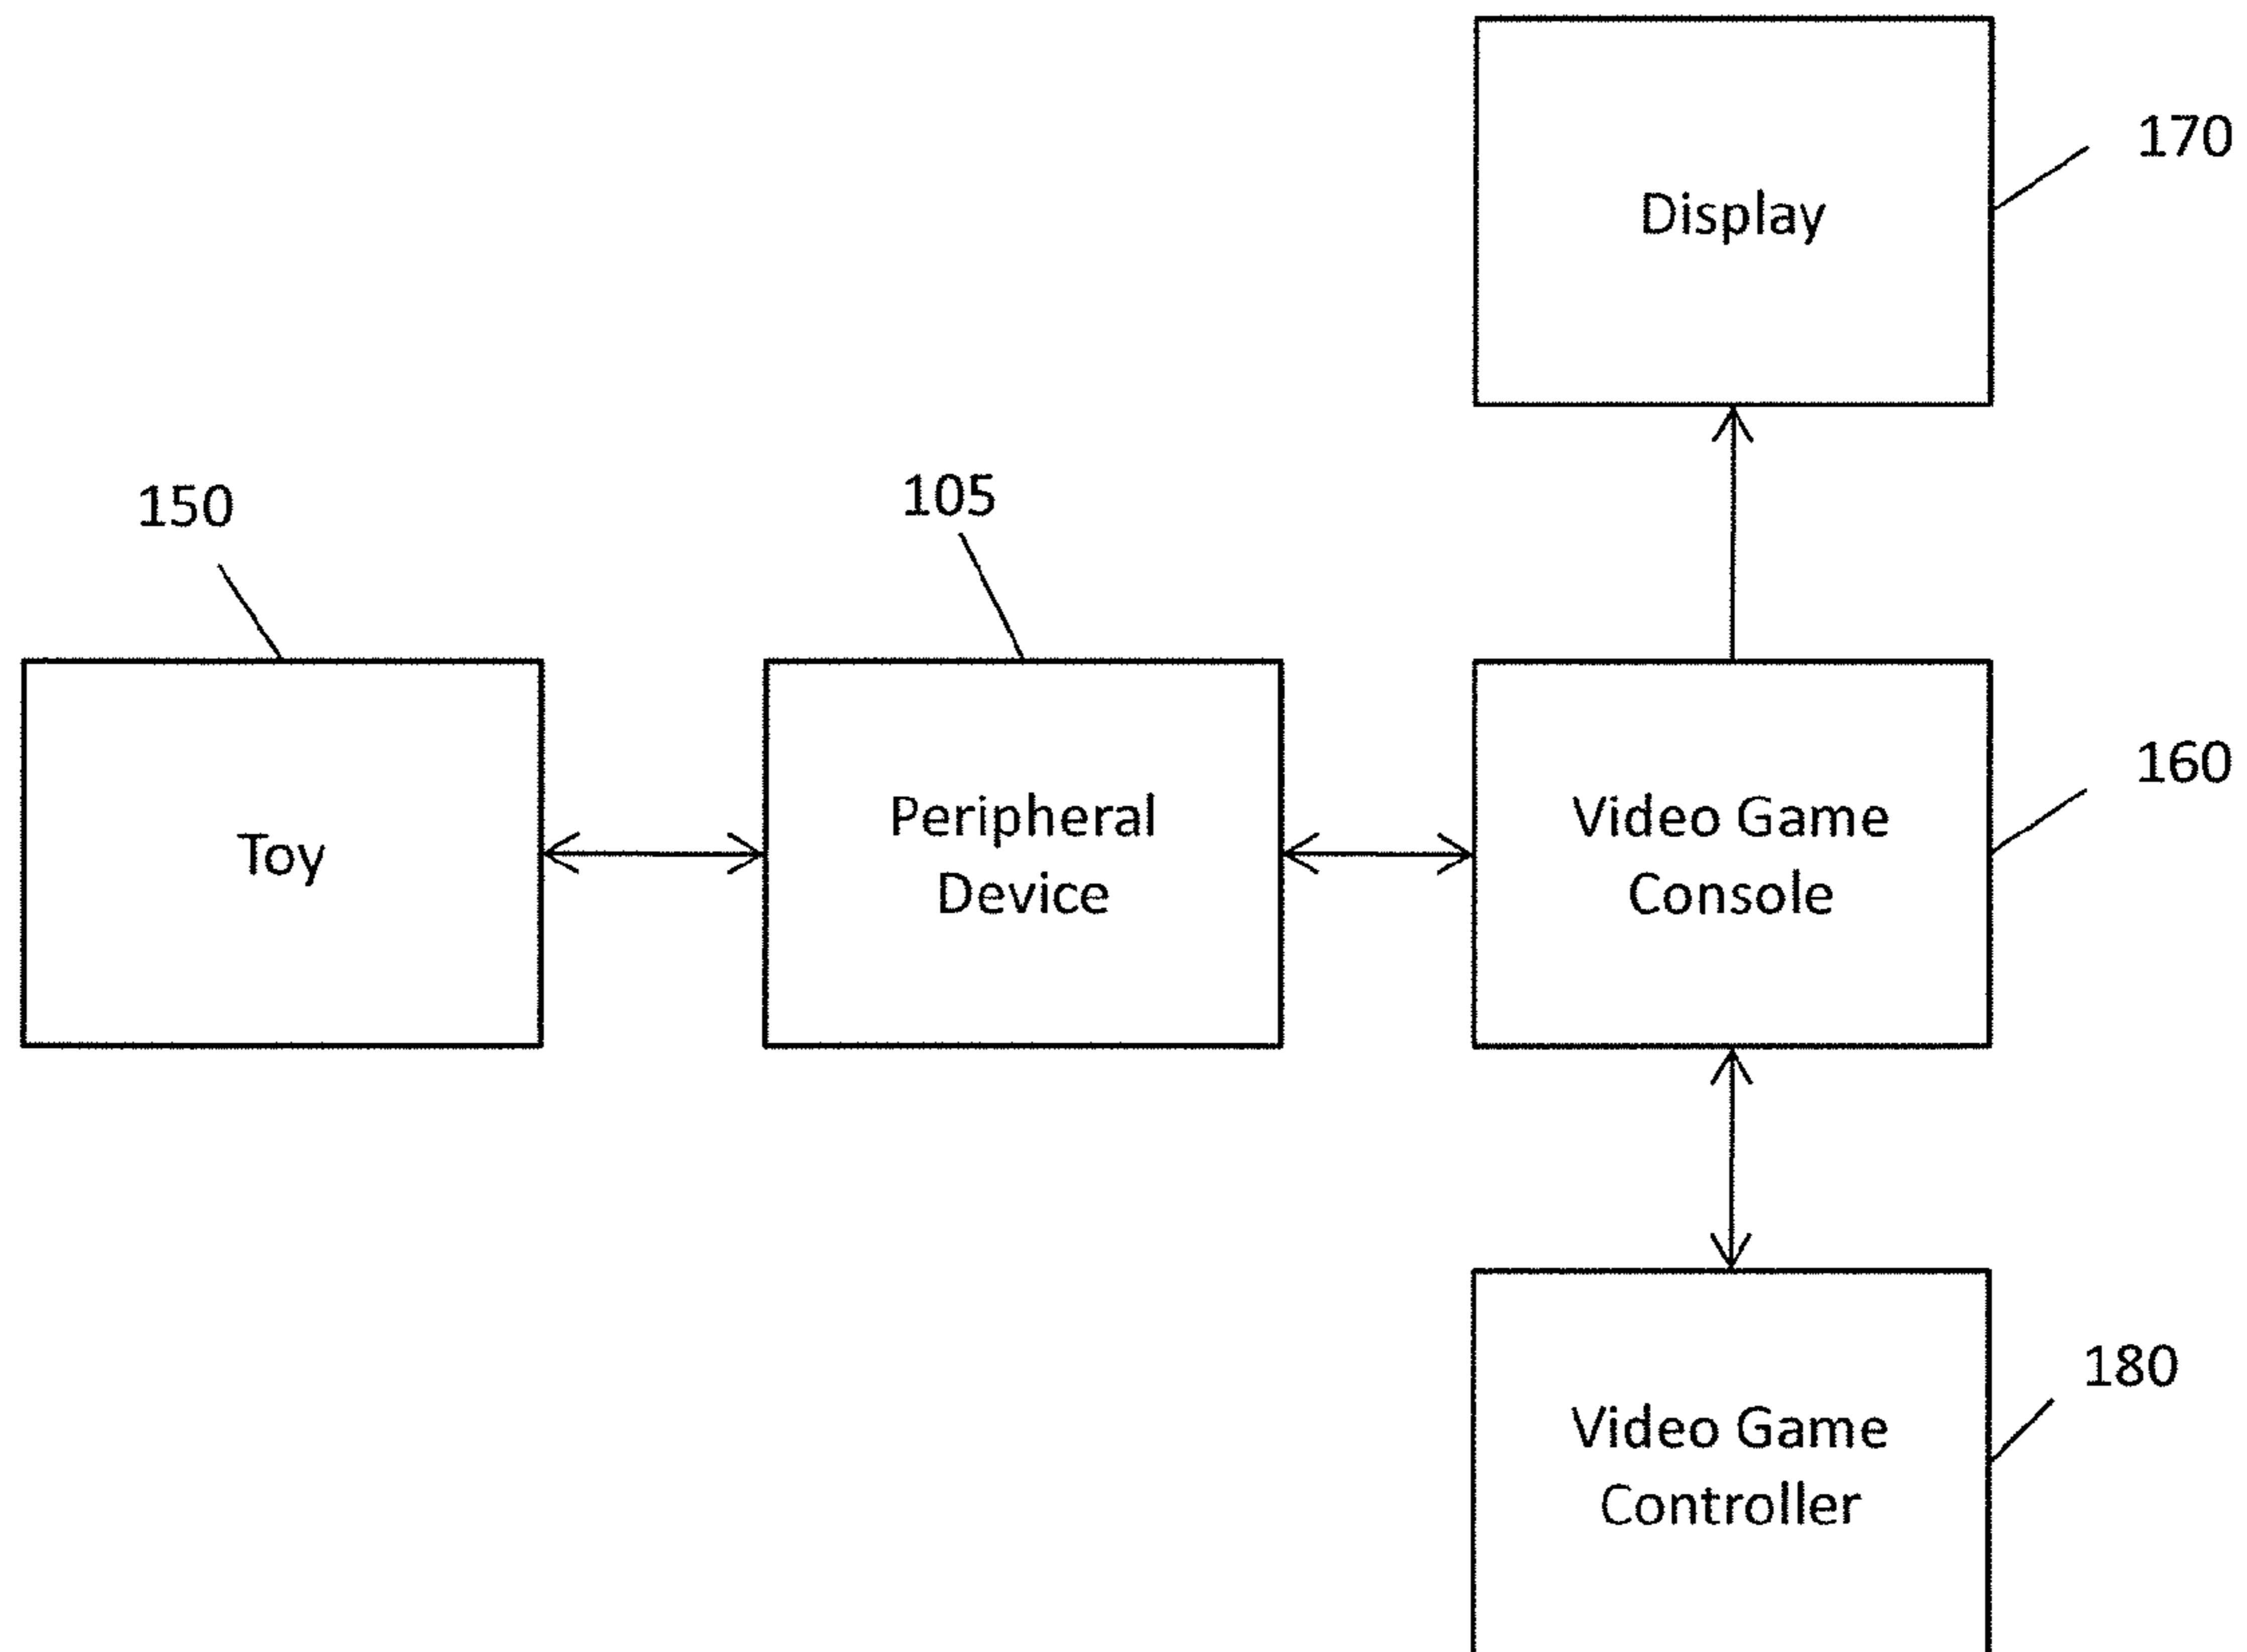 170
Display
150
105
160
Toy
Peripheral
Device
Video Game
Console
180
Video Game
Controller